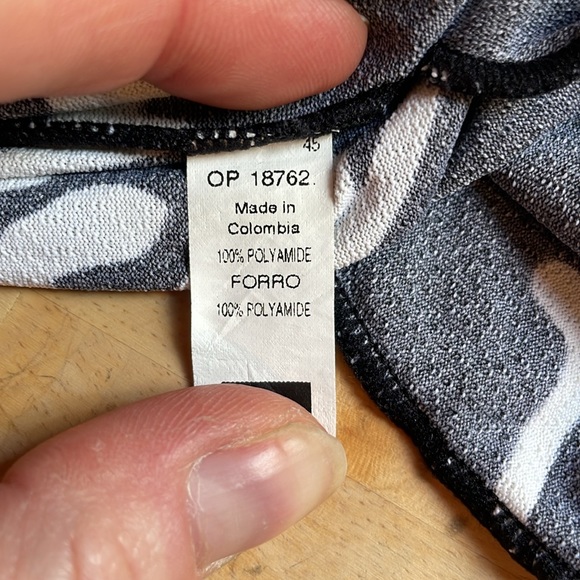 45
OP 18762.
Made in
Colombia
100% POLYAMIDE
FORRO
100% POLYAMIDE